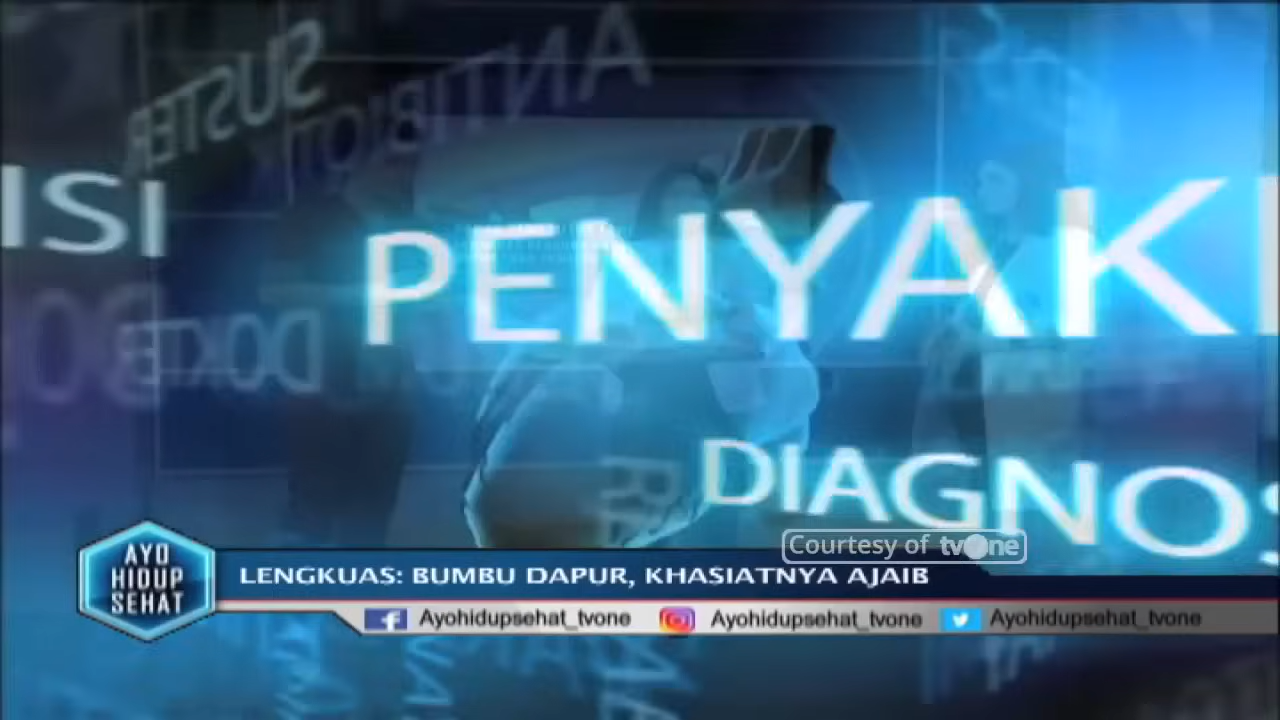 SUSTER
ANTIBIOTIK
ISI
PENYAKI
DOKTE
DIAGNOS
Courtesy of tvOne
AYO
HIDUP
SEHAT
LENGKUAS: BUMBU DAPUR, KHASIATNYA AJAIB
Ayohidupsehat_tvone Ayohidupsehat_tvone Ayohidupsehat_tvone